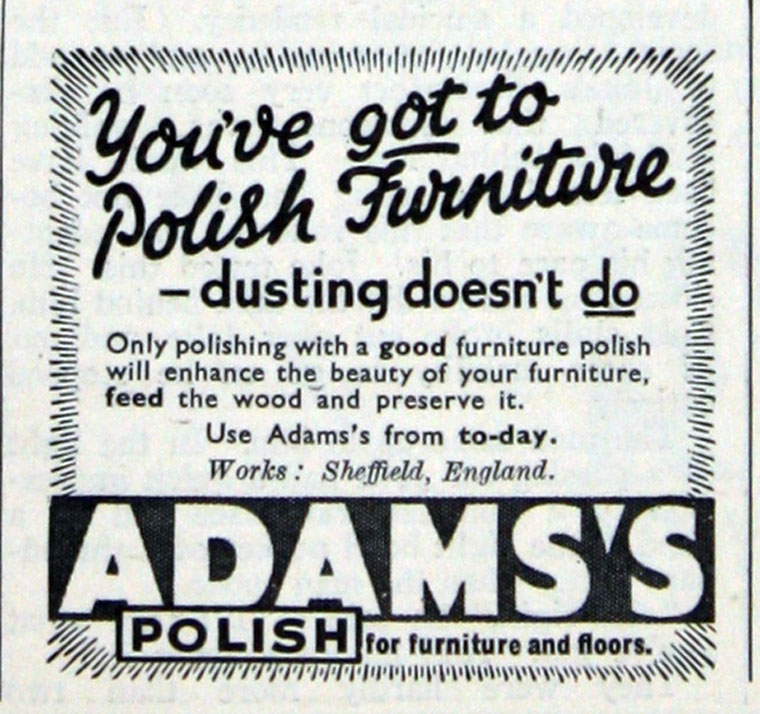 You've got to
Polish Furniture
– dusting doesn't do
Only polishing with a good furniture polish
will enhance the beauty of your furniture,
feed the wood and preserve it.
Use Adams's from to-day.
Works: Sheffield, England.
ADAMS'S
POLISH for furniture and floors.